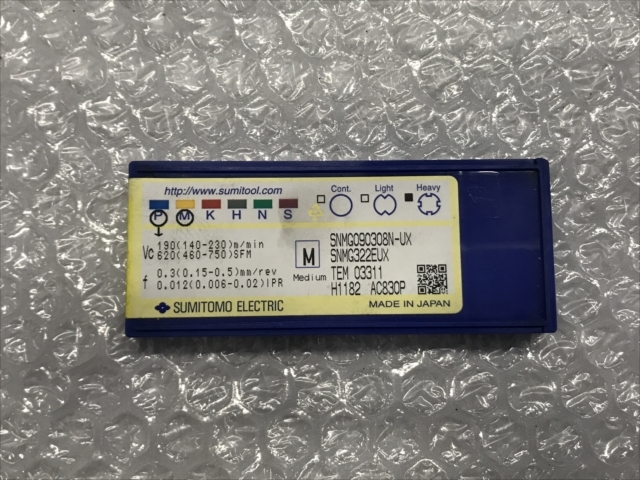 http://www.sumitool.com
P M K H N S
Cont. Light Heavy
Vc 190(140-230)m/min
620(460-750)SFM
f 0.3(0.15-0.5)mm/rev
0.012(0.006-0.02)IPR
M
Medium
SNMG090308N-UX
SNMG322EUX
TEM 03311
H1182 AC830P
SUMITOMO ELECTRIC
MADE IN JAPAN